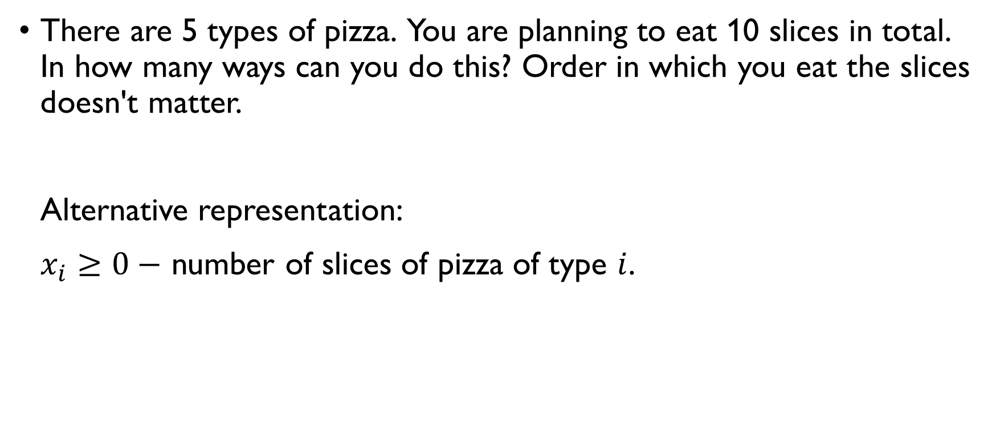 • There are 5 types of pizza. You are planning to eat 10 slices in total.
In how many ways can you do this? Order in which you eat the slices
doesn't matter.
Alternative representation:
𝑥ᵢ ≥ 0 − number of slices of pizza of type 𝑖.